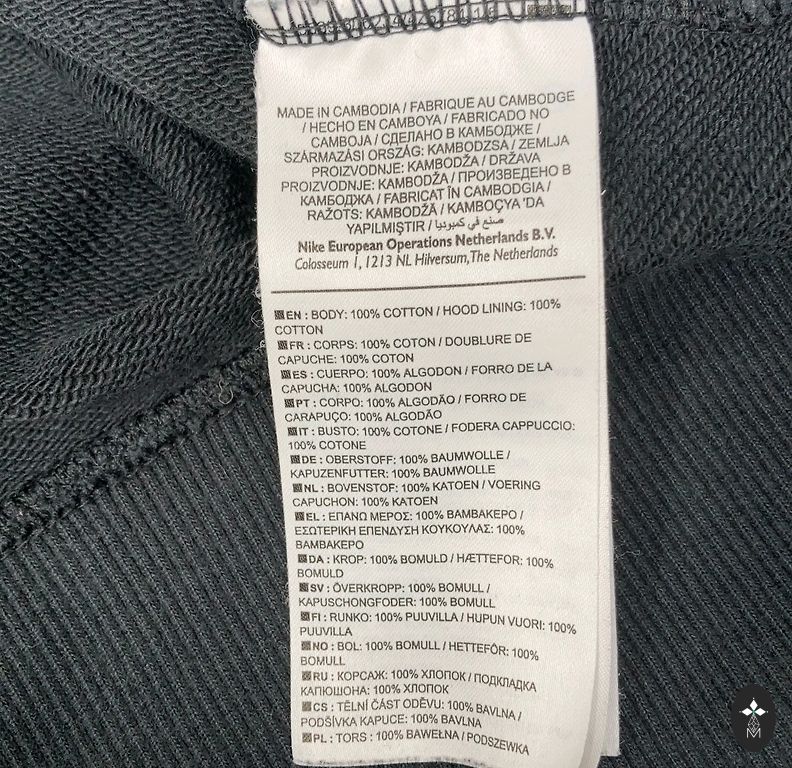 MADE IN CAMBODIA / FABRIQUE AU CAMBODGE
/ HECHO EN CAMBOYA / FABRICADO NO
CAMBOJA / СДЕЛАНО В КАМБОДЖЕ /
SZÁRMAZÁSI ORSZÁG: KAMBODZSA / ZEMLJA
PROIZVODNJE: KAMBODŽA / DRŽAVA
PROIZVODNJE: KAMBODŽA / ПРОИЗВЕДЕНО В
КАМБОДЖА / FABRICAT ÎN CAMBODGIA /
RAŽOTS: KAMBODŽĀ / KAMBOÇYA 'DA
YAPILMIŞTIR / صنع في كمبوديا
Nike European Operations Netherlands B.V.
Colosseum 1, 1213 NL Hilversum, The Netherlands
EN : BODY: 100% COTTON / HOOD LINING: 100%
COTTON
FR : CORPS: 100% COTON / DOUBLURE DE
CAPUCHE: 100% COTON
ES : CUERPO: 100% ALGODON / FORRO DE LA
CAPUCHA: 100% ALGODON
PT : CORPO: 100% ALGODÃO / FORRO DE
CARAPUÇO: 100% ALGODÃO
IT : BUSTO: 100% COTONE / FODERA CAPPUCCIO:
100% COTONE
DE : OBERSTOFF: 100% BAUMWOLLE /
KAPUZENFUTTER: 100% BAUMWOLLE
NL : BOVENSTOF: 100% KATOEN / VOERING
CAPUCHON: 100% KATOEN
EL : ΕΠΑΝΩ ΜΕΡΟΣ: 100% ΒΑΜΒΑΚΕΡΟ /
ΕΣΩΤΕΡΙΚΗ ΕΠΕΝΔΥΣΗ ΚΟΥΚΟΥΛΑΣ: 100%
ΒΑΜΒΑΚΕΡΟ
DA : KROP: 100% BOMULD / HÆTTEFOR: 100%
BOMULD
SV : ÖVERKROPP: 100% BOMULL /
KAPUSCHONGFODER: 100% BOMULL
FI : RUNKO: 100% PUUVILLA / HUPUN VUORI: 100%
PUUVILLA
NO : BOL: 100% BOMULL / HETTEFÔR: 100%
BOMULL
RU : КОРСАЖ: 100% ХЛОПОК / ПОДКЛАДКА
КАПЮШОНА: 100% ХЛОПОК
CS : TĚLNÍ ČÁST ODĚVU: 100% BAVLNA /
PODŠÍVKA KAPUCE: 100% BAVLNA
PL : TORS : 100% BAWEŁNA / PODSZEWKA
M